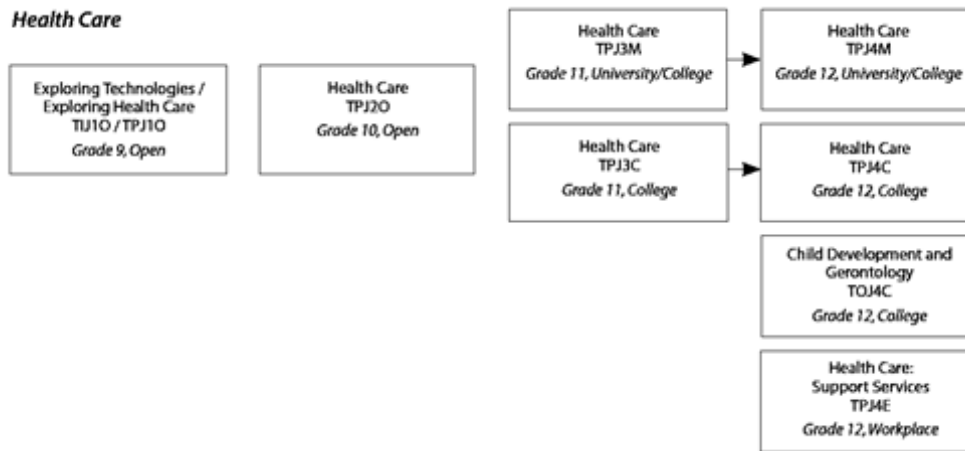 Health Care
Exploring Technologies /
Exploring Health Care
TIJ1O / TPJ1O
Grade 9, Open
Health Care
TPJ2O
Grade 10, Open
Health Care
TPJ3M
Grade 11, University/College
Health Care
TPJ4M
Grade 12, University/College
Health Care
TPJ3C
Grade 11, College
Health Care
TPJ4C
Grade 12, College
Child Development and
Gerontology
TOJ4C
Grade 12, College
Health Care:
Support Services
TPJ4E
Grade 12, Workplace